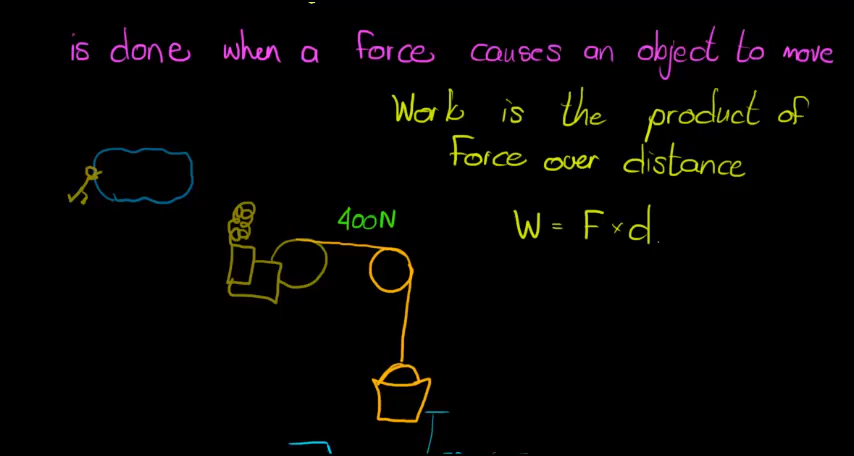 is done when a force causes an object to move
Work is the product of
force over distance
400N
W = F × d.